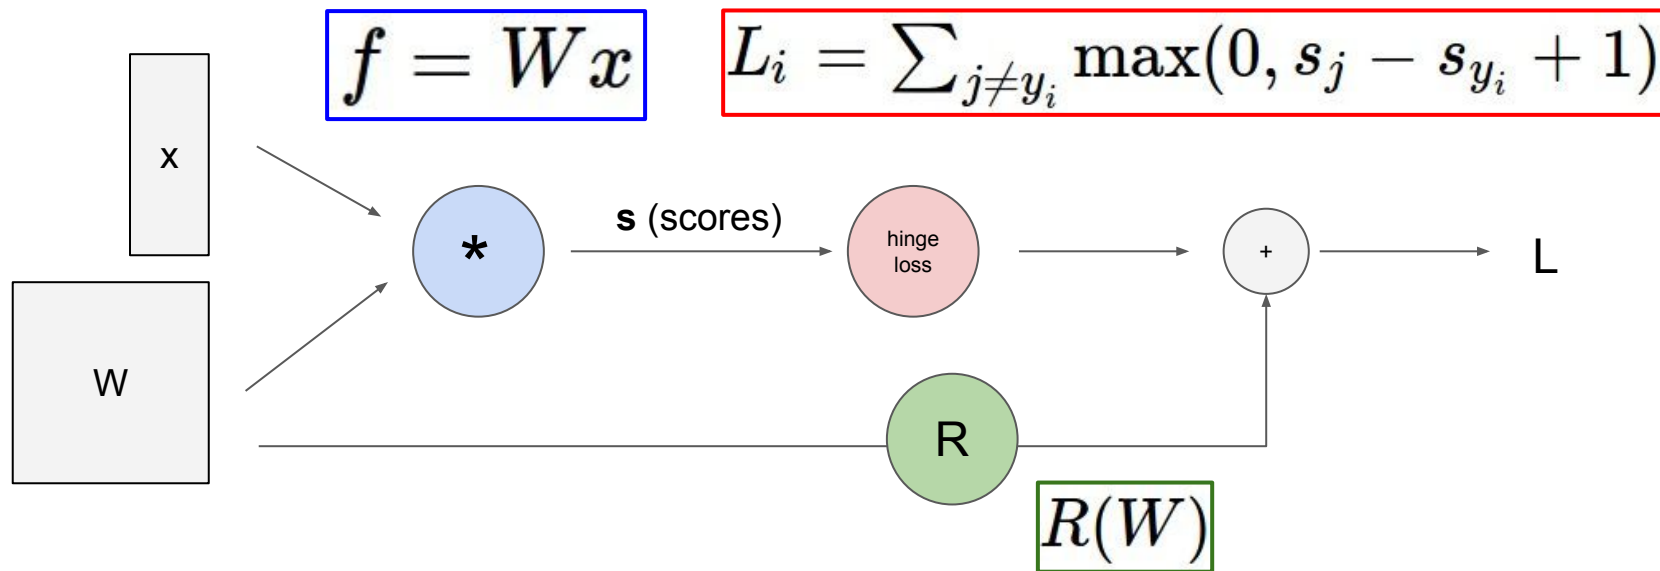 f = Wx
L_i = ∑_{j≠y_i} max(0, s_j − s_{y_i} + 1)
x
W
*
s (scores)
hinge
loss
+
L
R
R(W)